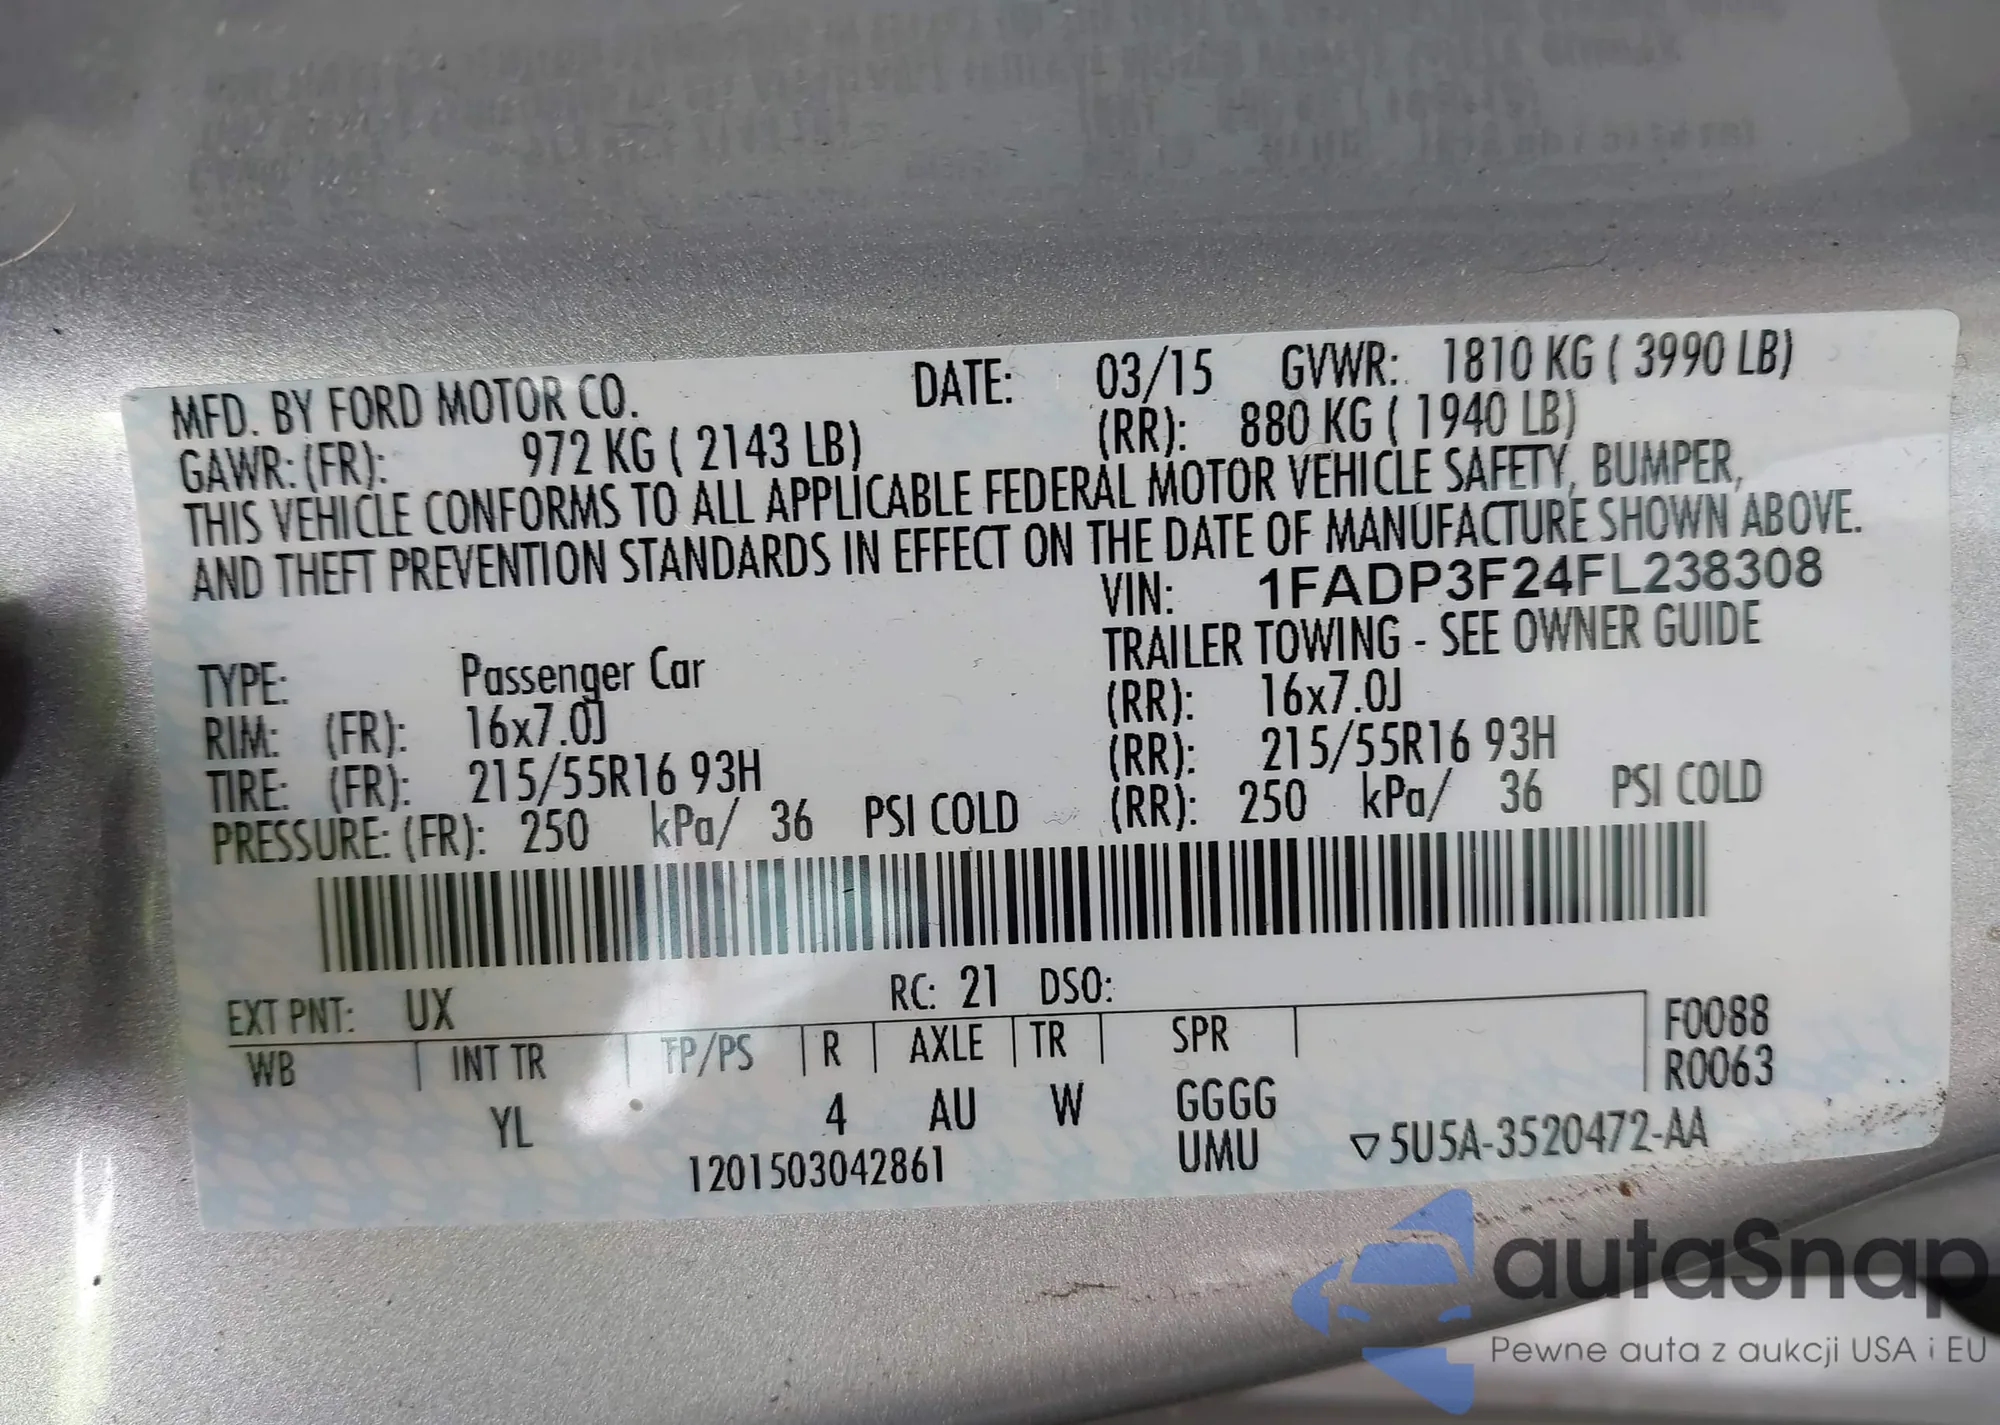 MFD. BY FORD MOTOR CO. DATE: 03/15 GVWR: 1810 KG ( 3990 LB)
GAWR: (FR): 972 KG ( 2143 LB) (RR): 880 KG ( 1940 LB)
THIS VEHICLE CONFORMS TO ALL APPLICABLE FEDERAL MOTOR VEHICLE SAFETY, BUMPER,
AND THEFT PREVENTION STANDARDS IN EFFECT ON THE DATE OF MANUFACTURE SHOWN ABOVE.
VIN: 1FADP3F24FL238308
TRAILER TOWING - SEE OWNER GUIDE
TYPE: Passenger Car
RIM: (FR): 16x7.0J (RR): 16x7.0J
TIRE: (FR): 215/55R16 93H (RR): 215/55R16 93H
PRESSURE: (FR): 250 kPa/ 36 PSI COLD (RR): 250 kPa/ 36 PSI COLD
EXT PNT: UX RC: 21 DSO:
WB INT TR TP/PS R AXLE TR SPR F0088
R0063
YL 4 AU W GGGG
1201503042861 UMU ▽5U5A-3520472-AA
autaSnap
Pewne auta z aukcji USA i EU